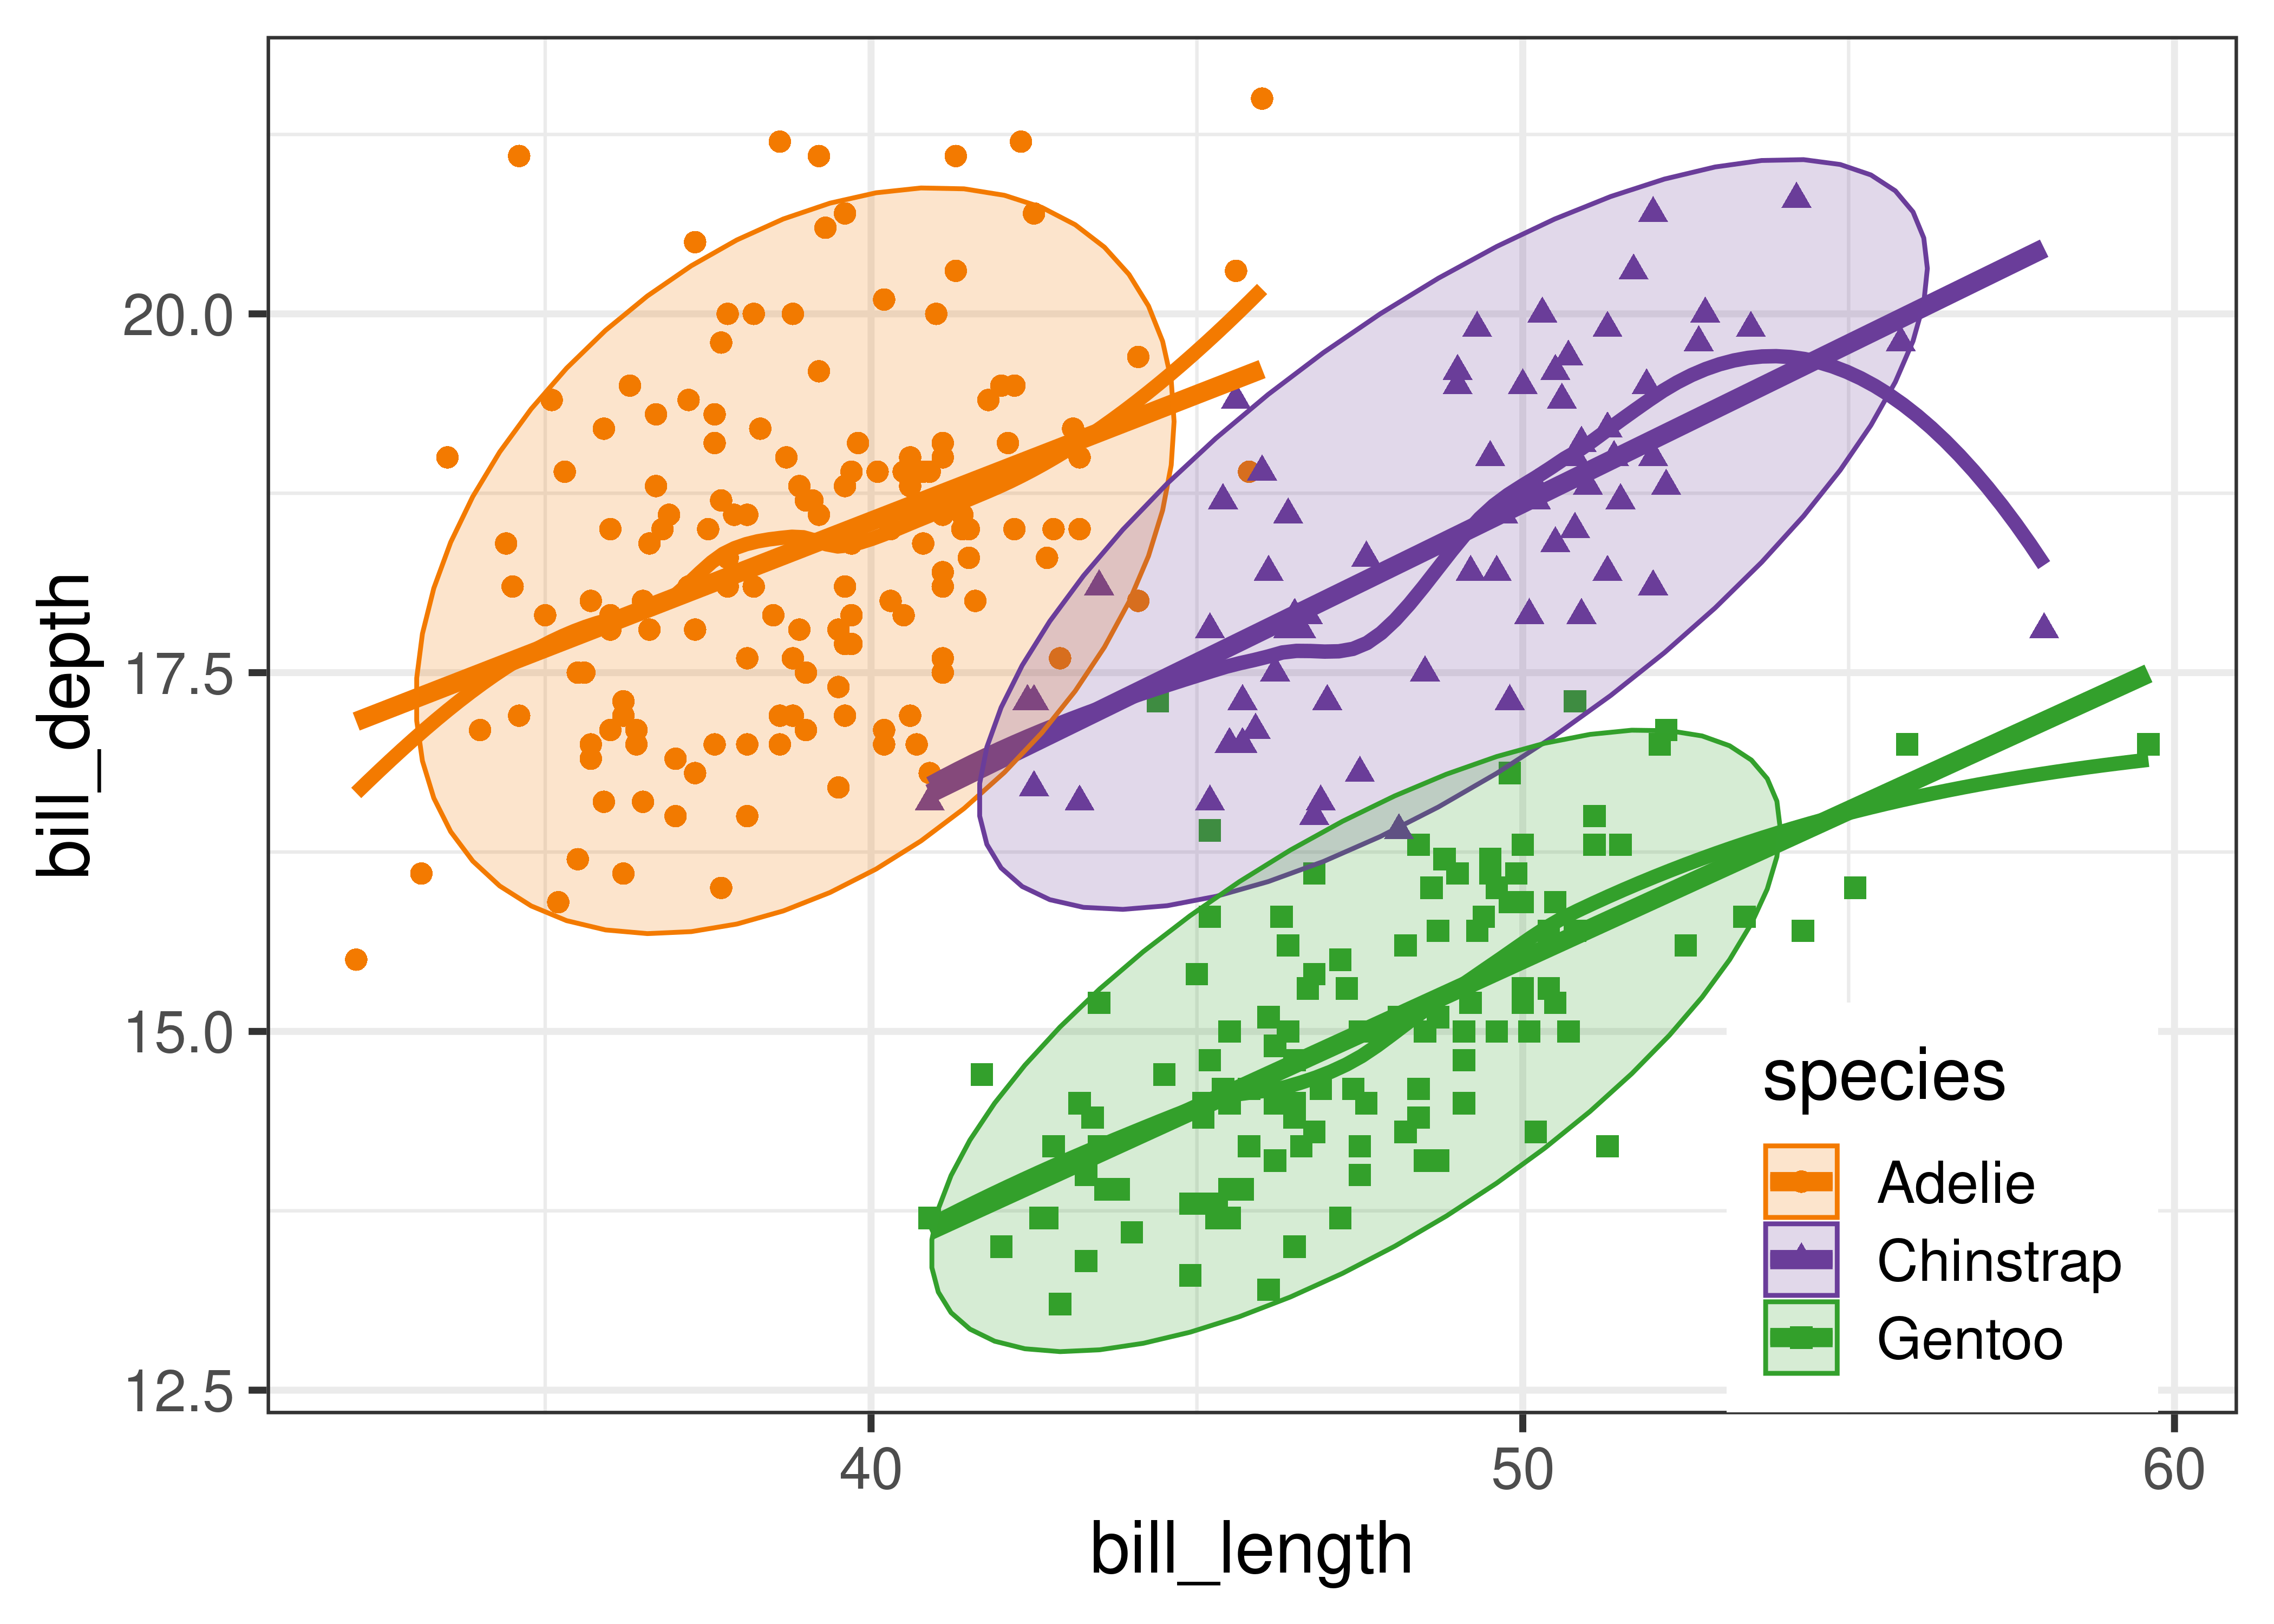 bill_depth
20.0
17.5
15.0
12.5
40
50
60
bill_length
species
Adelie
Chinstrap
Gentoo